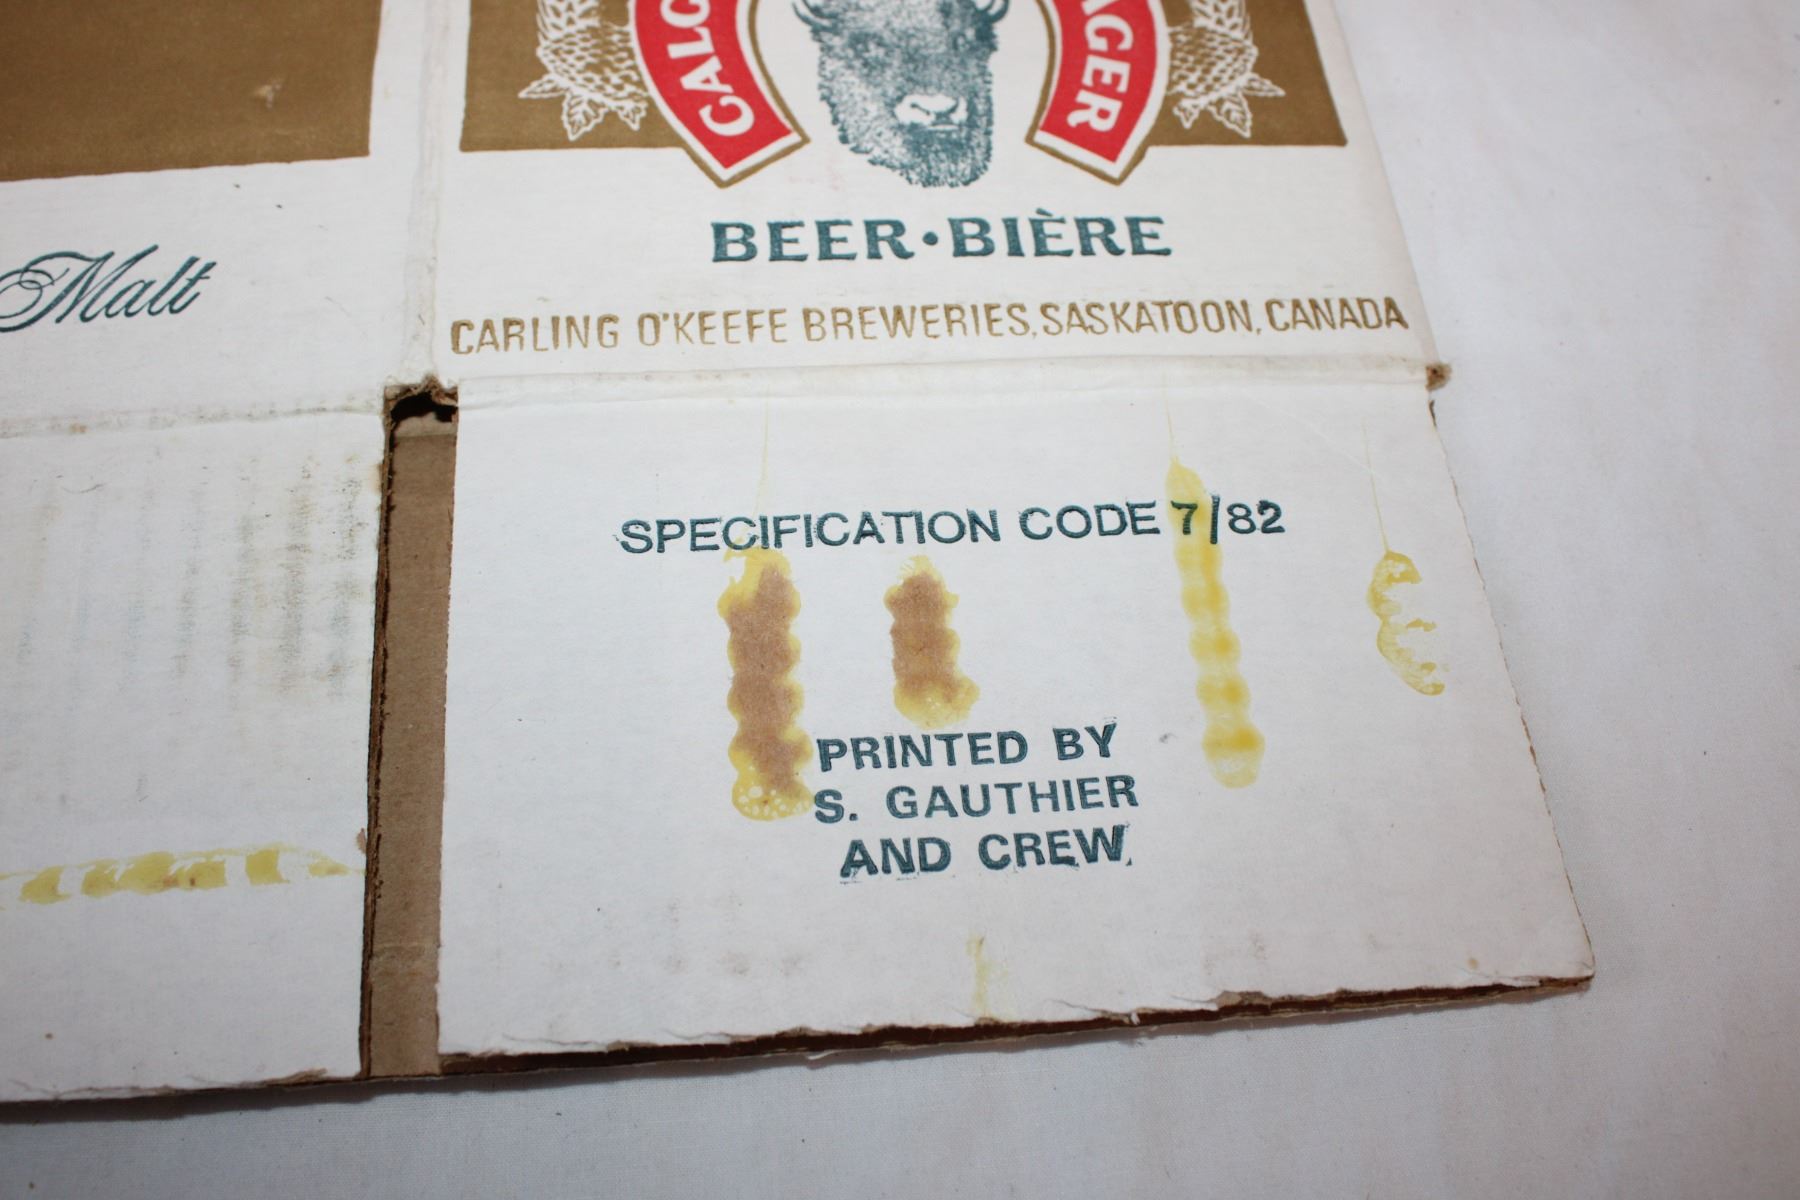 CALG
AGER
BEER•BIÈRE
Malt
CARLING O'KEEFE BREWERIES, SASKATOON, CANADA
SPECIFICATION CODE 7/82
PRINTED BY
S. GAUTHIER
AND CREW.